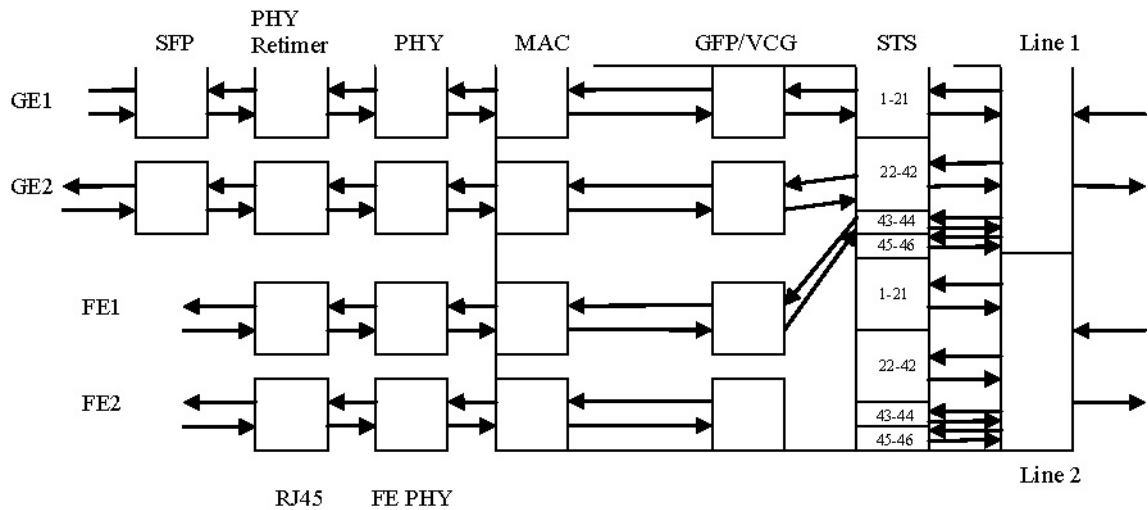 SFP
PHY
Retimer
PHY
MAC
GFP/VCG
STS
Line 1
GE1
1-21
GE2
22-42
43-44
45-46
FE1
1-21
22-42
FE2
43-44
45-46
RJ45
FE PHY
Line 2